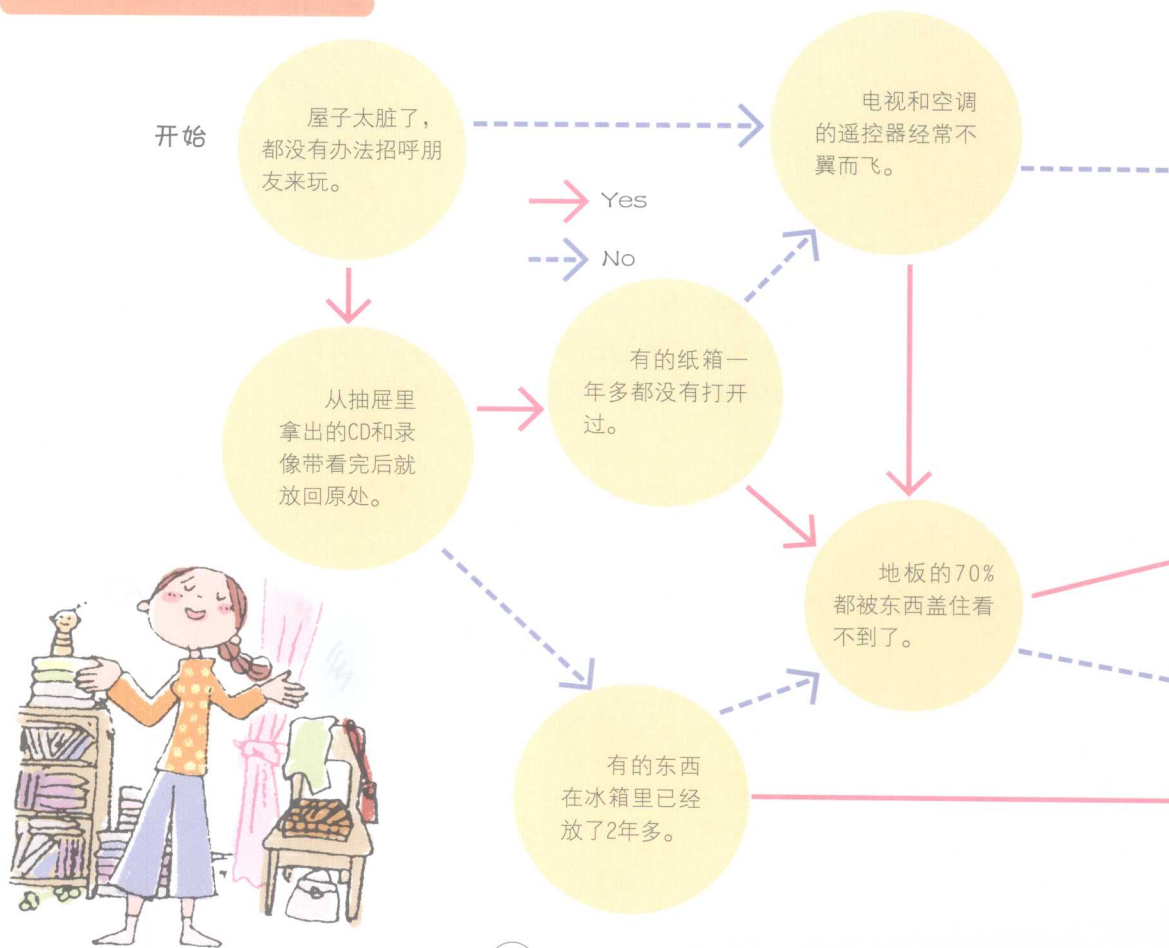 开始
屋子太脏了，
都没有办法招呼朋
友来玩。
电视和空调
的遥控器经常不
翼而飞。
Yes
No
有的纸箱一
年多都没有打开
过。
从抽屉里
拿出的CD和录
像带看完后就
放回原处。
地板的70%
都被东西盖住看
不到了。
有的东西
在冰箱里已经
放了2年多。